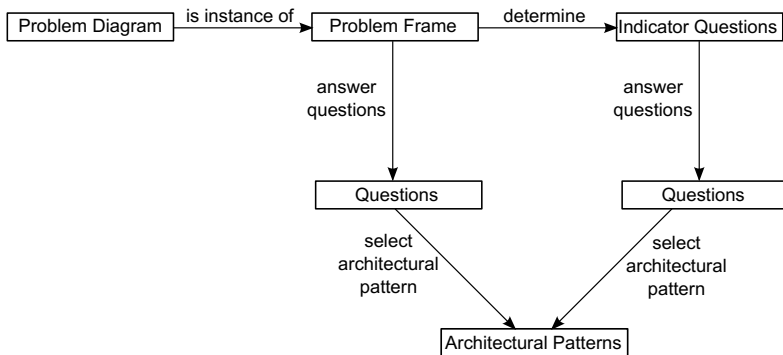 Problem Diagram
is instance of
Problem Frame
determine
Indicator Questions
answer
questions
answer
questions
Questions
Questions
select
architectural
pattern
select
architectural
pattern
Architectural Patterns